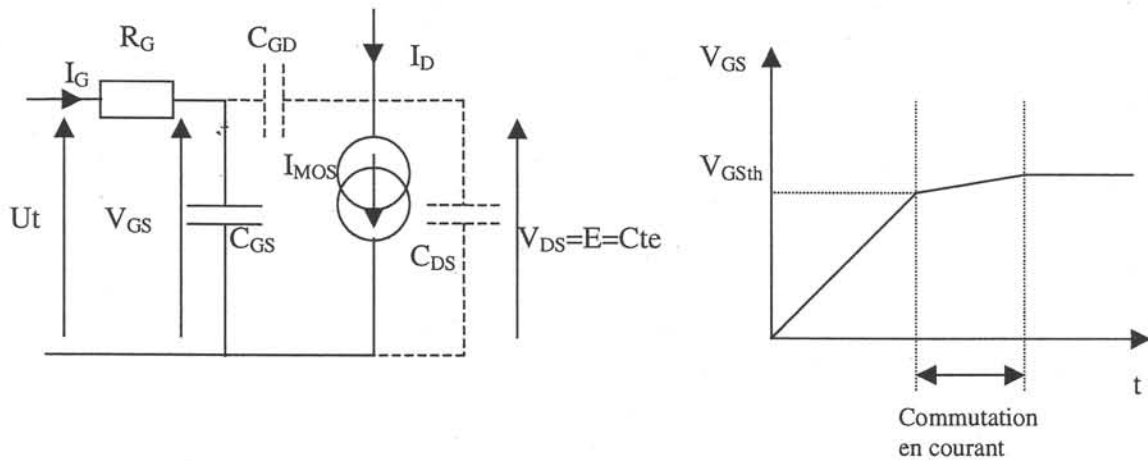 R_G
C_GD
I_D
I_G
I_MOS
Ut
V_GS
C_GS
C_DS
V_DS=E=Cte
V_GS
V_GSth
t
Commutation
en courant